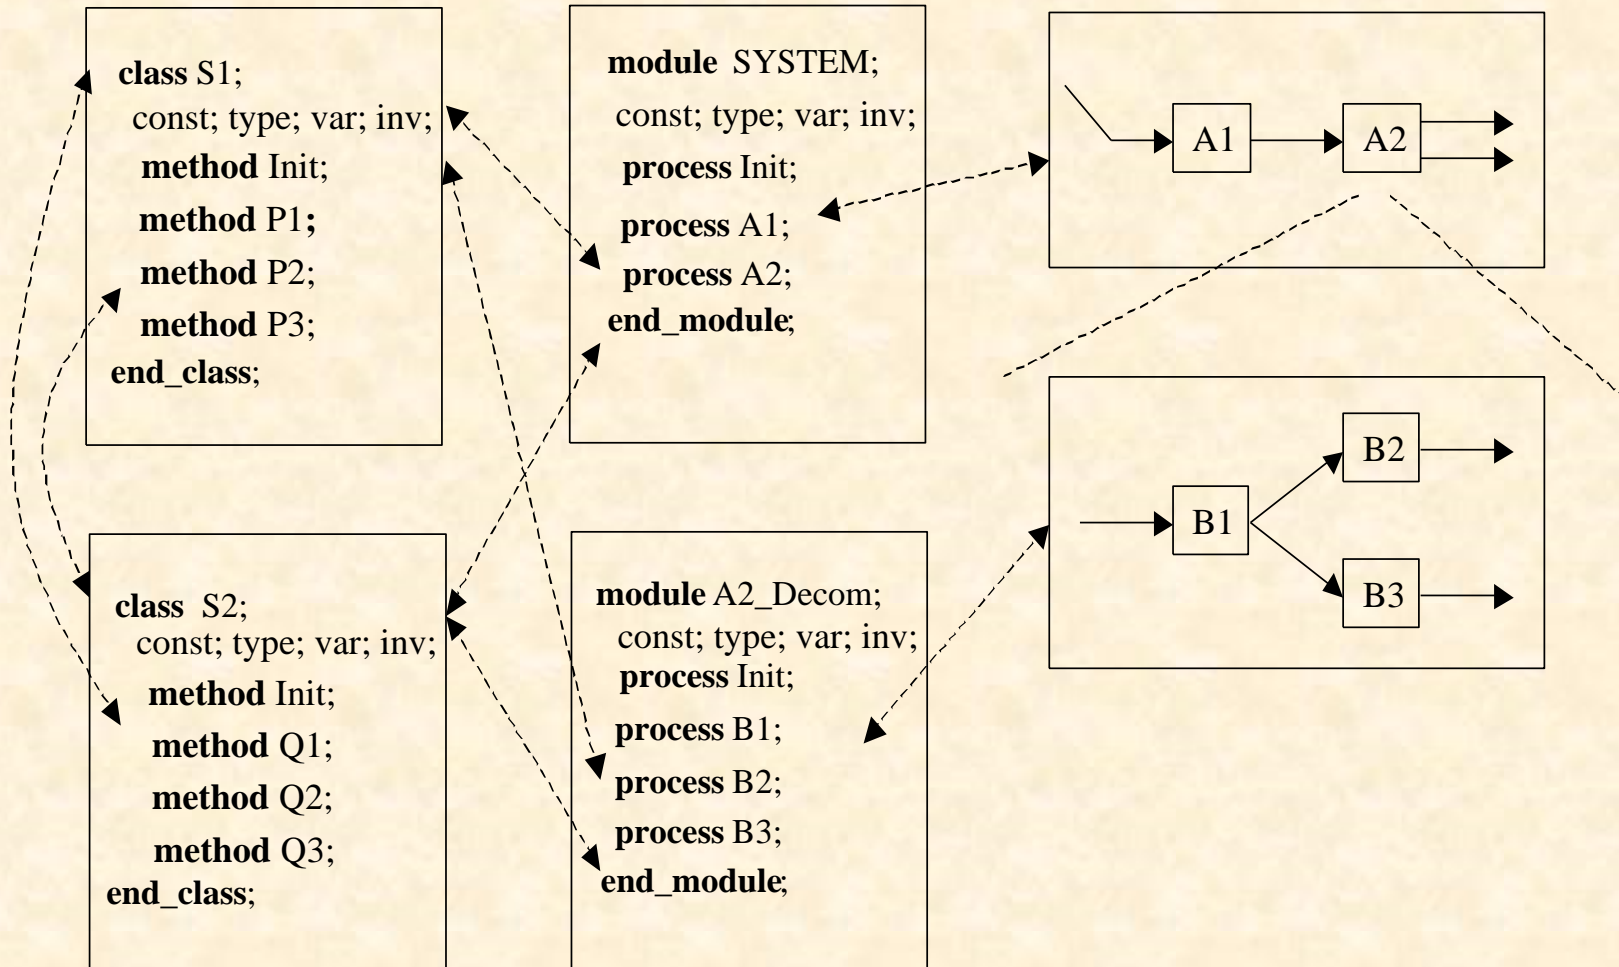 class S1;
const; type; var; inv;
method Init;
method P1;
method P2;
method P3;
end_class;
module SYSTEM;
const; type; var; inv;
process Init;
process A1;
process A2;
end_module;
A1
A2
class S2;
const; type; var; inv;
method Init;
method Q1;
method Q2;
method Q3;
end_class;
module A2_Decom;
const; type; var; inv;
process Init;
process B1;
process B2;
process B3;
end_module;
B2
B1
B3